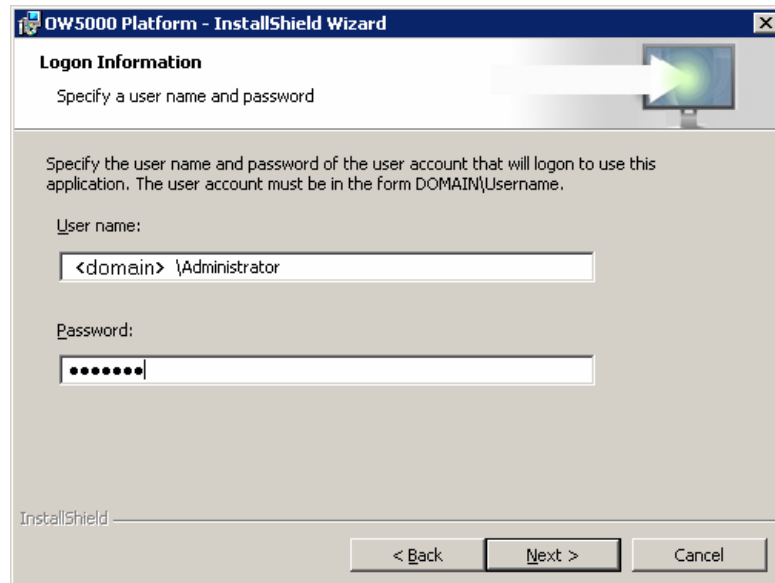 OW5000 Platform - InstallShield Wizard
Logon Information
Specify a user name and password
Specify the user name and password of the user account that will logon to use this
application. The user account must be in the form DOMAIN\Username.
User name:
<domain> \Administrator
Password:
●●●●●●●
InstallShield
< Back Next > Cancel